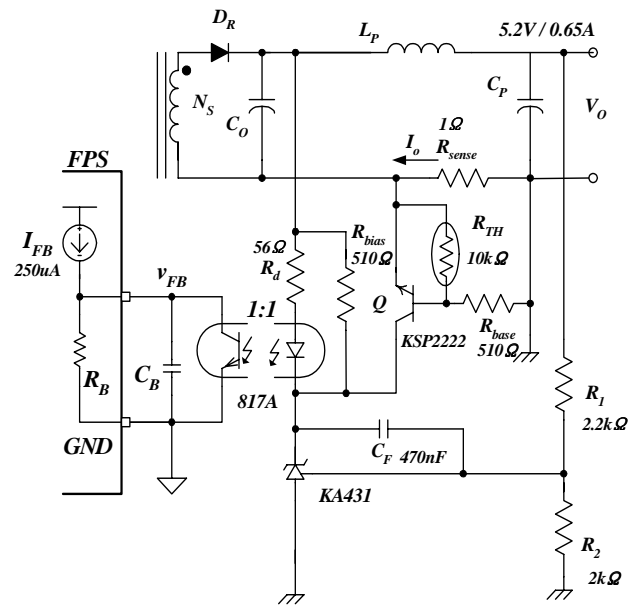 D_R
L_P
5.2V / 0.65A
N_S
C_O
C_P
V_O
1Ω
I_o
R_sense
FPS
I_FB
250uA
v_FB
56Ω
R_d
R_bias
510Ω
R_TH
10kΩ
1:1
Q
KSP2222
R_base
510Ω
R_B
C_B
817A
R_1
2.2kΩ
GND
C_F 470nF
KA431
R_2
2kΩ